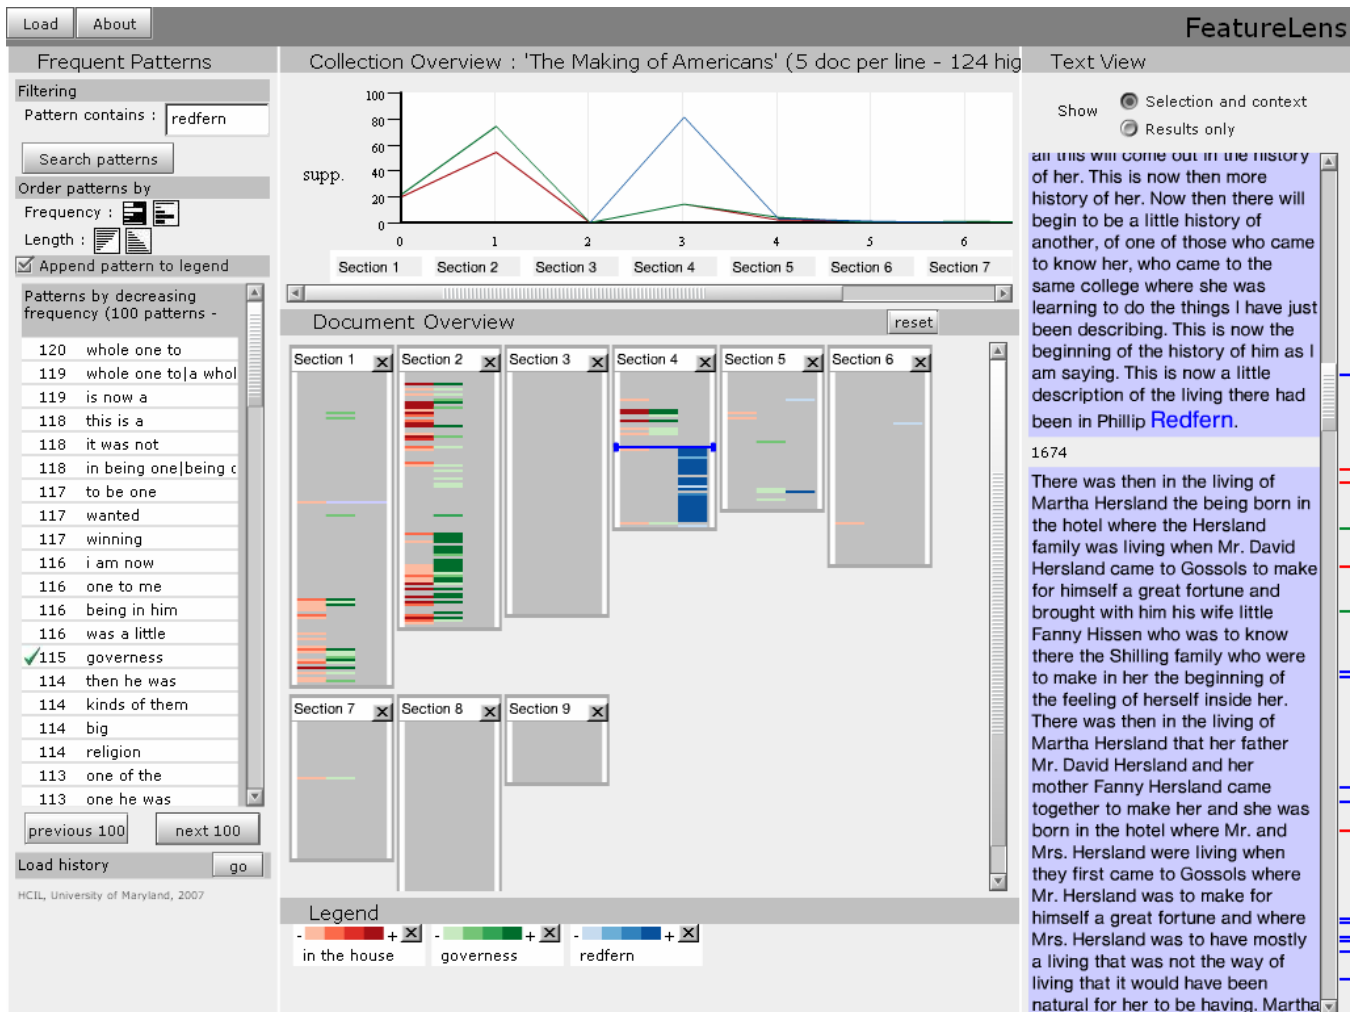 Load About
FeatureLens
Frequent Patterns
Filtering
Pattern contains : redfern
Search patterns
Order patterns by
Frequency :
Length :
Append pattern to legend
Patterns by decreasing
frequency (100 patterns -
120 whole one to
119 whole one to|a whol
119 is now a
118 this is a
118 it was not
118 in being one|being c
117 to be one
117 wanted
117 winning
116 i am now
116 one to me
116 being in him
116 was a little
115 governess
114 then he was
114 kinds of them
114 big
114 religion
113 one of the
113 one he was
previous 100 next 100
Load history go
HCIL, University of Maryland, 2007
Collection Overview : 'The Making of Americans' (5 doc per line - 124 hig
100
80
60
supp. 40
20
0
0 1 2 3 4 5 6
Section 1 Section 2 Section 3 Section 4 Section 5 Section 6 Section 7
Document Overview reset
Section 1 Section 2 Section 3 Section 4 Section 5 Section 6
Section 7 Section 8 Section 9
Legend
- + - + - +
in the house governess redfern
Text View
Show Selection and context
Results only
all this will come out in the history
of her. This is now then more
history of her. Now then there will
begin to be a little history of
another, of one of those who came
to know her, who came to the
same college where she was
learning to do the things I have just
been describing. This is now the
beginning of the history of him as I
am saying. This is now a little
description of the living there had
been in Phillip Redfern.
1674
There was then in the living of
Martha Hersland the being born in
the hotel where the Hersland
family was living when Mr. David
Hersland came to Gossols to make
for himself a great fortune and
brought with him his wife little
Fanny Hissen who was to know
there the Shilling family who were
to make in her the beginning of
the feeling of herself inside her.
There was then in the living of
Martha Hersland that her father
Mr. David Hersland and her
mother Fanny Hersland came
together to make her and she was
born in the hotel where Mr. and
Mrs. Hersland were living when
they first came to Gossols where
Mr. Hersland was to make for
himself a great fortune and where
Mrs. Hersland was to have mostly
a living that was not the way of
living that it would have been
natural for her to be having. Martha